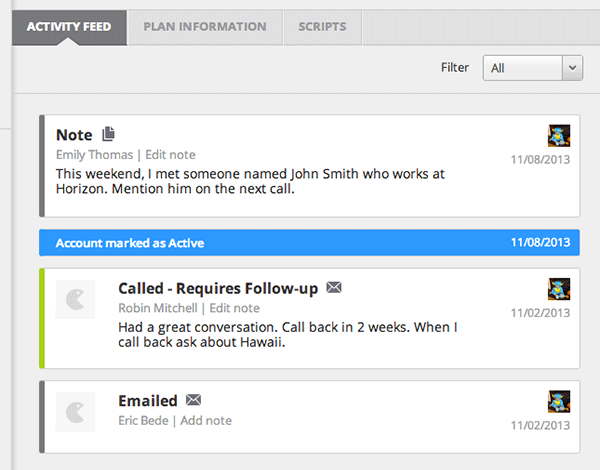 ACTIVITY FEED PLAN INFORMATION SCRIPTS
Filter All
Note
Emily Thomas | Edit note 11/08/2013
This weekend, I met someone named John Smith who works at
Horizon. Mention him on the next call.
Account marked as Active 11/08/2013
Called - Requires Follow-up
Robin Mitchell | Edit note 11/02/2013
Had a great conversation. Call back in 2 weeks. When I
call back ask about Hawaii.
Emailed
Eric Bede | Add note 11/02/2013